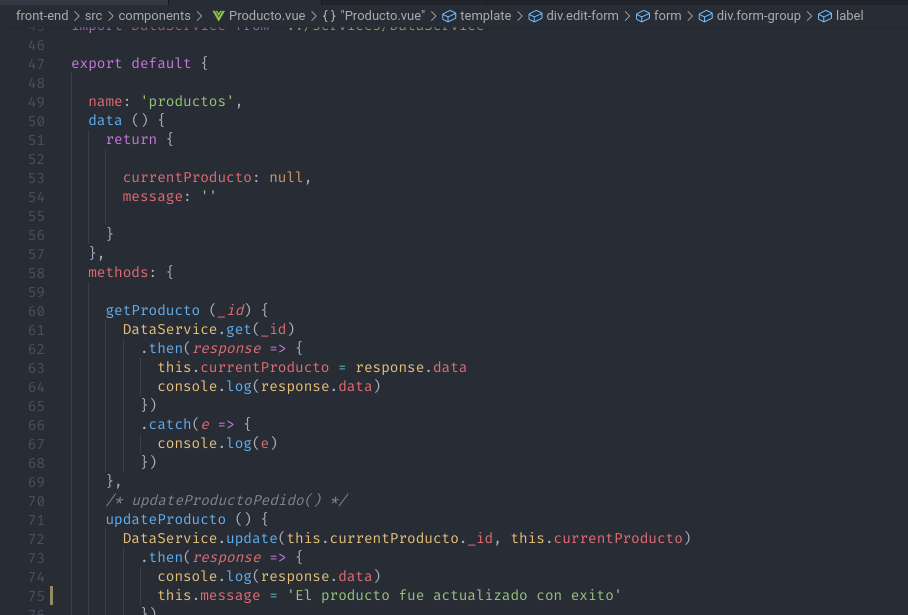 front-end > src > components > Producto.vue > {} "Producto.vue" > template > div.edit-form > form > div.form-group > label
45 import DataService from '../services/DataService'
46
47 export default {
48
49 name: 'productos',
50 data () {
51 return {
52
53 currentProducto: null,
54 message: ''
55
56 }
57 },
58 methods: {
59
60 getProducto (_id) {
61 DataService.get(_id)
62 .then(response => {
63 this.currentProducto = response.data
64 console.log(response.data)
65 })
66 .catch(e => {
67 console.log(e)
68 })
69 },
70 /* updateProductoPedido() */
71 updateProducto () {
72 DataService.update(this.currentProducto._id, this.currentProducto)
73 .then(response => {
74 console.log(response.data)
75 this.message = 'El producto fue actualizado con exito'
76 })